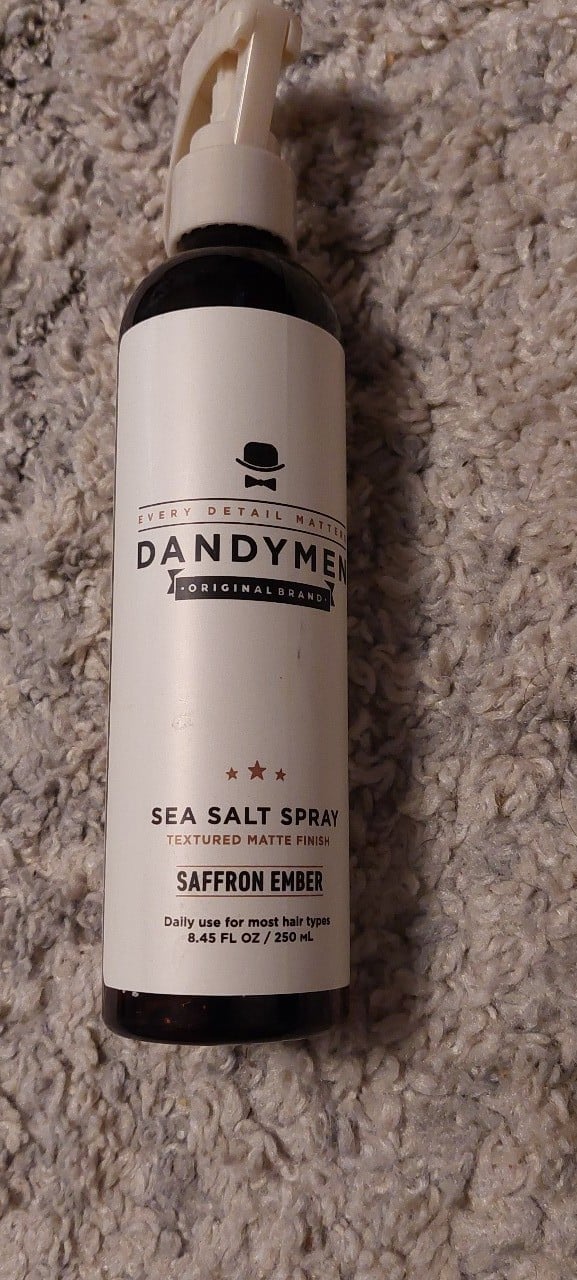 EVERY DETAIL MATTERS
DANDYMEN
·ORIGINAL BRAND·
SEA SALT SPRAY
TEXTURED MATTE FINISH
SAFFRON EMBER
Daily use for most hair types
8.45 FL OZ / 250 mL